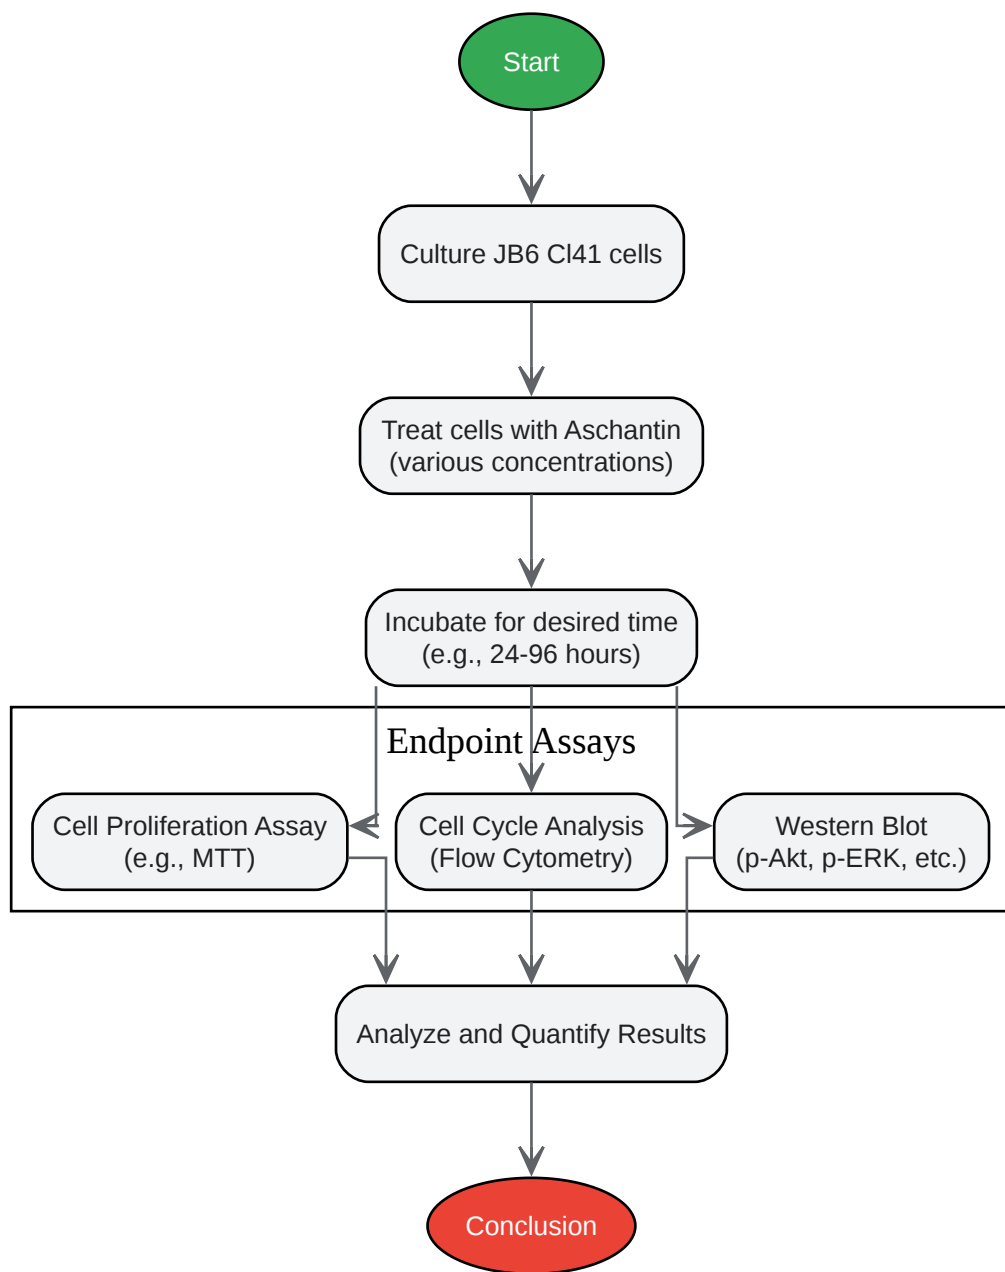 Start
Culture JB6 Cl41 cells
Treat cells with Aschantin
(various concentrations)
Incubate for desired time
(e.g., 24-96 hours)
Endpoint Assays
Cell Proliferation Assay
(e.g., MTT)
Cell Cycle Analysis
(Flow Cytometry)
Western Blot
(p-Akt, p-ERK, etc.)
Analyze and Quantify Results
Conclusion